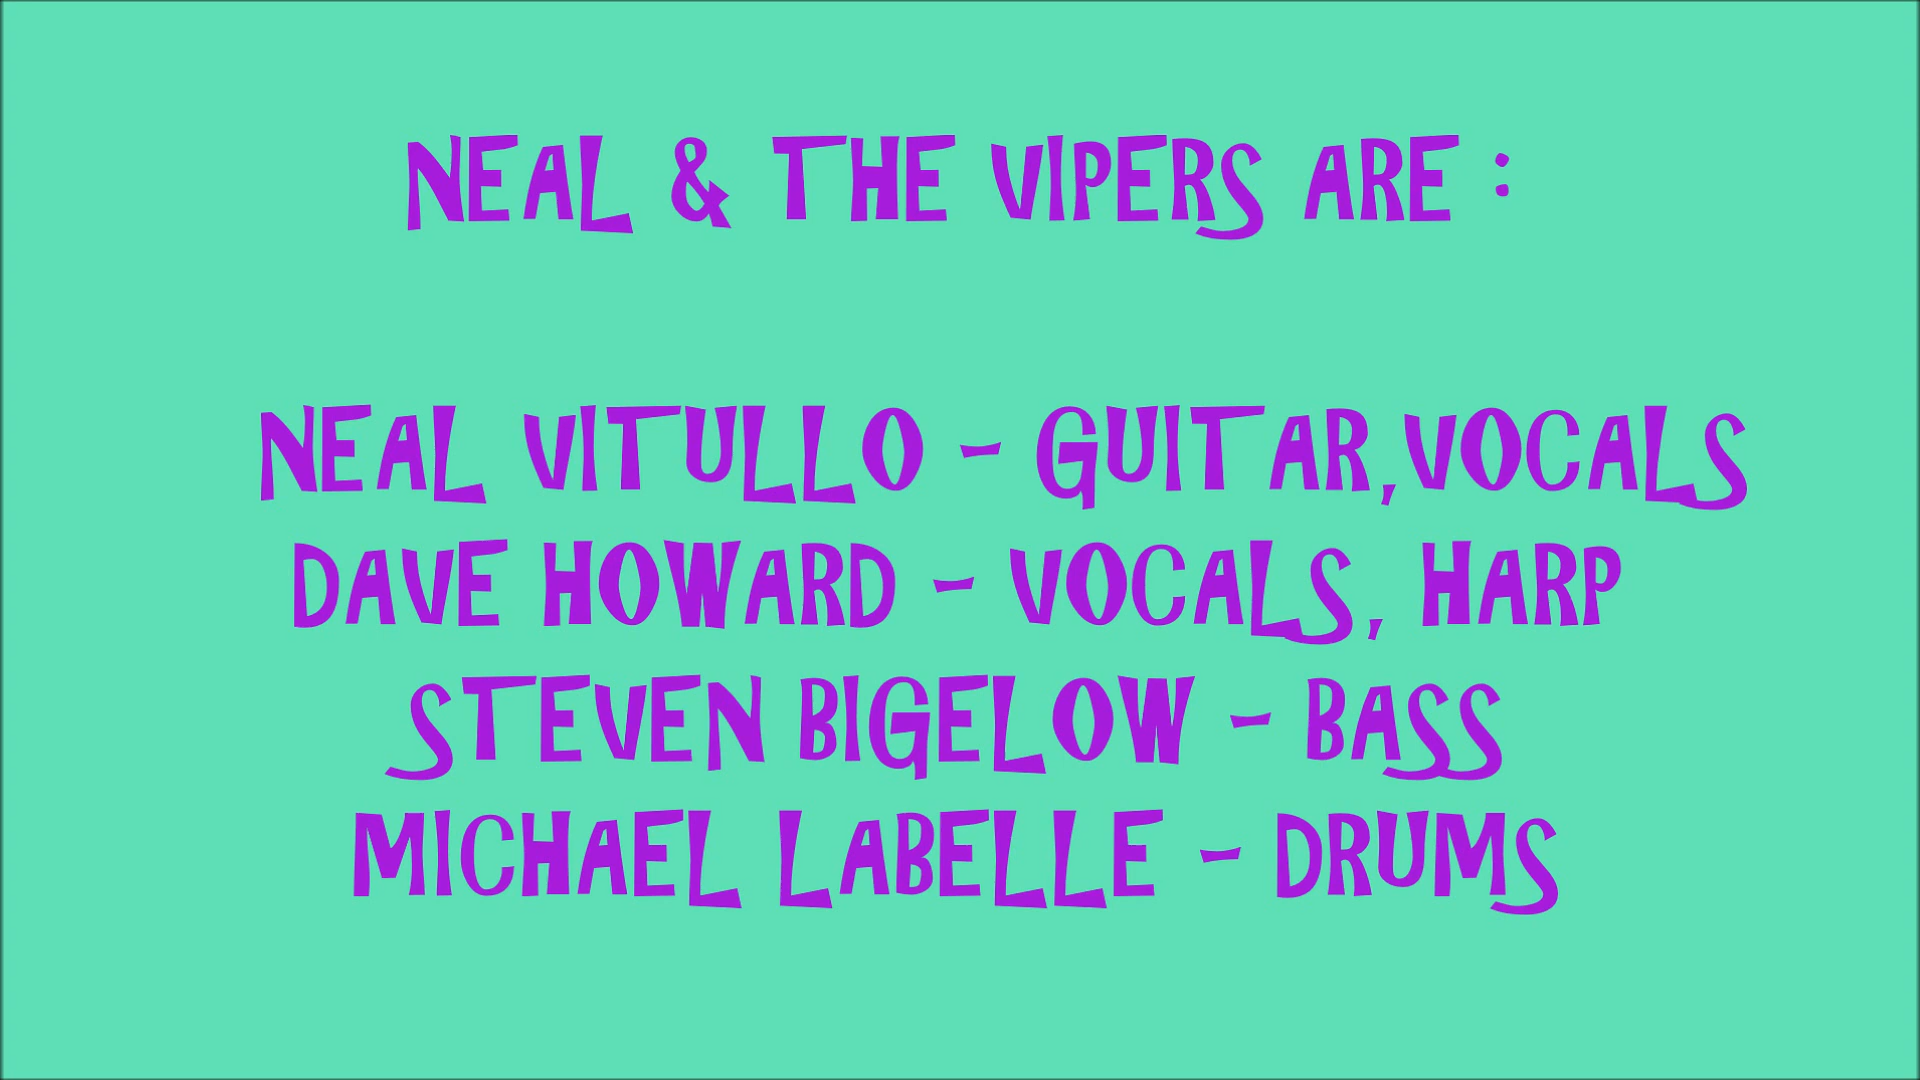 NEAL & THE VIPERS ARE :
NEAL VITULLO - GUITAR,VOCALS
DAVE HOWARD - VOCALS, HARP
STEVEN BIGELOW - BASS
MICHAEL LABELLE - DRUMS